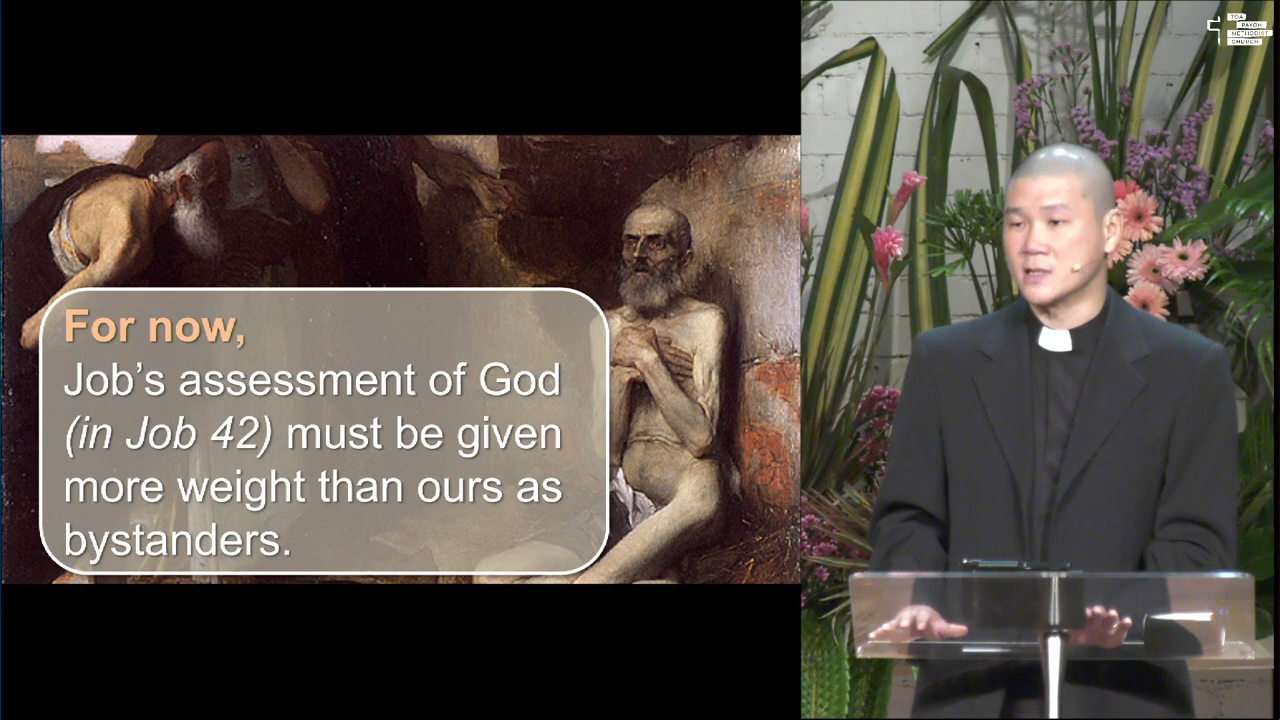 For now,
Job’s assessment of God
(in Job 42) must be given
more weight than ours as
bystanders.
TOA
PAYOH
METHODIST
CHURCH